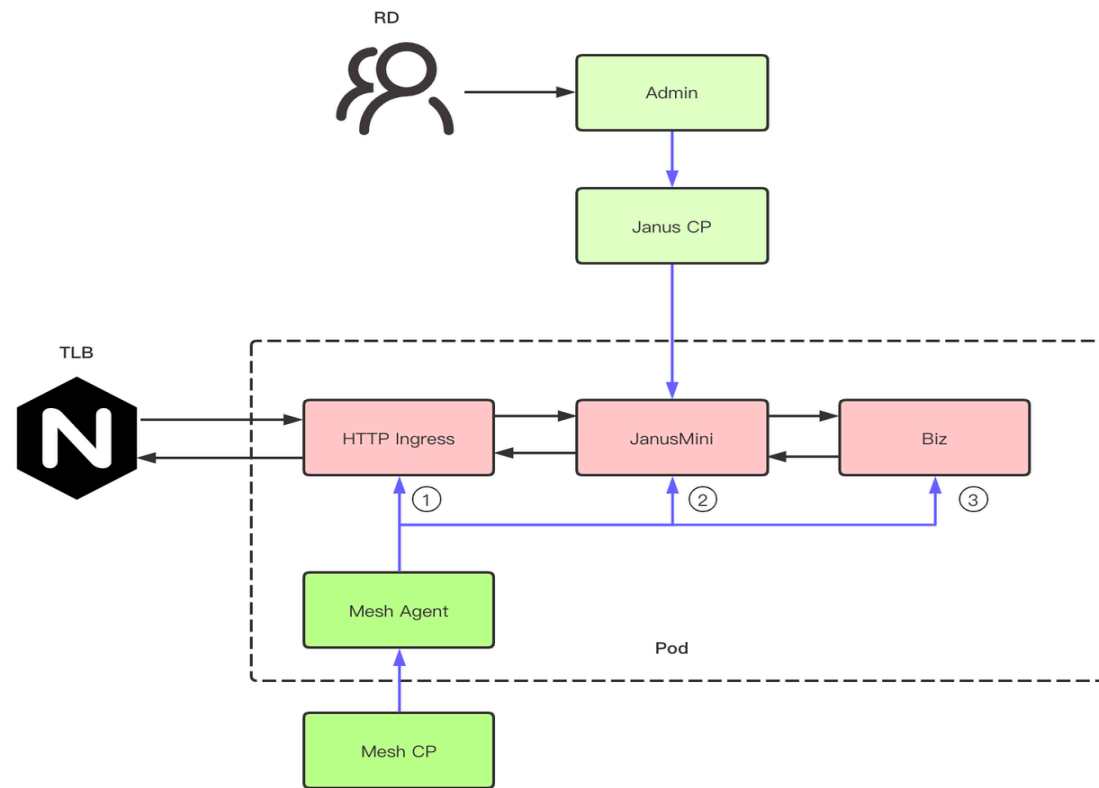 RD
Admin
Janus CP
TLB
N
HTTP Ingress
JanusMini
Biz
1
2
3
Mesh Agent
Pod
Mesh CP